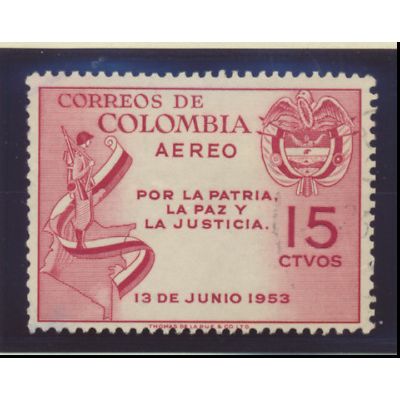 CORREOS DE
COLOMBIA
AEREO
POR LA PATRIA,
LA PAZ Y
LA JUSTICIA.
15
CTVOS
13 DE JUNIO 1953
THOMAS DE LA RUE & CO. LTD.